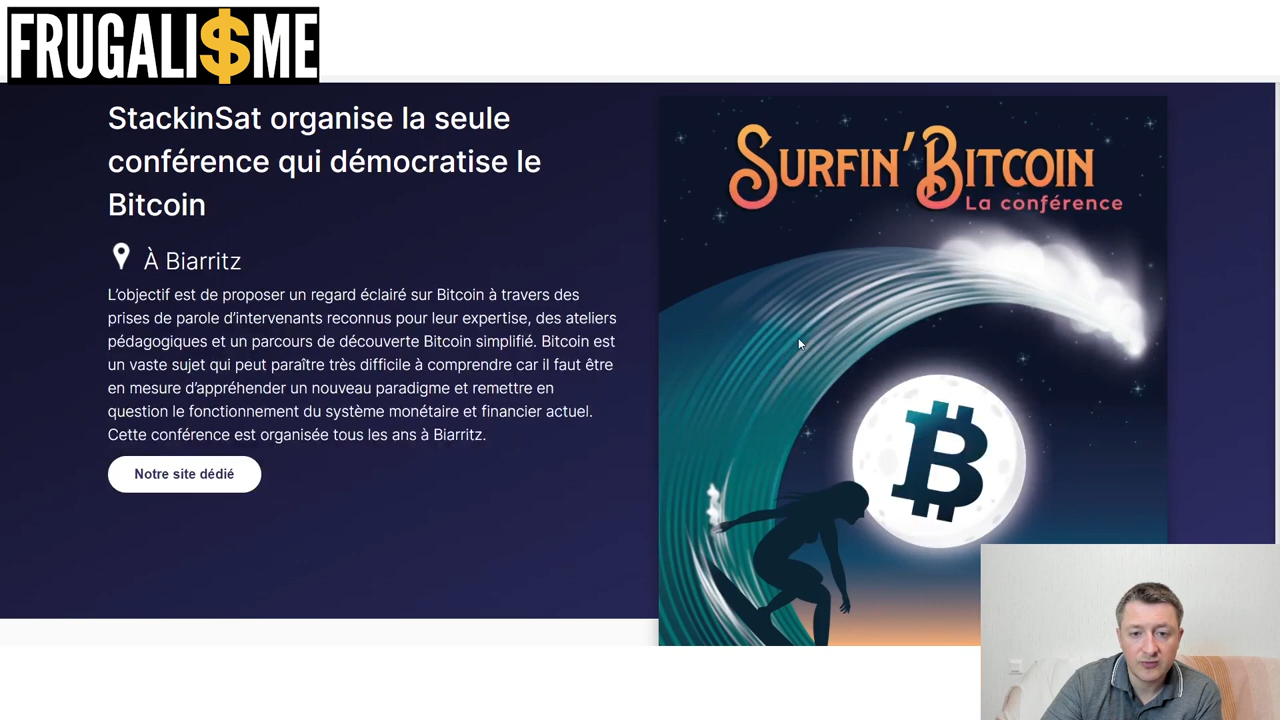 FRUGALI$ME
StackinSat organise la seule
conférence qui démocratise le
Bitcoin
À Biarritz
L'objectif est de proposer un regard éclairé sur Bitcoin à travers des
prises de parole d'intervenants reconnus pour leur expertise, des ateliers
pédagogiques et un parcours de découverte Bitcoin simplifié. Bitcoin est
un vaste sujet qui peut paraître très difficile à comprendre car il faut être
en mesure d'appréhender un nouveau paradigme et remettre en
question le fonctionnement du système monétaire et financier actuel.
Cette conférence est organisée tous les ans à Biarritz.
Notre site dédié
SURFIN' BITCOIN
La conférence